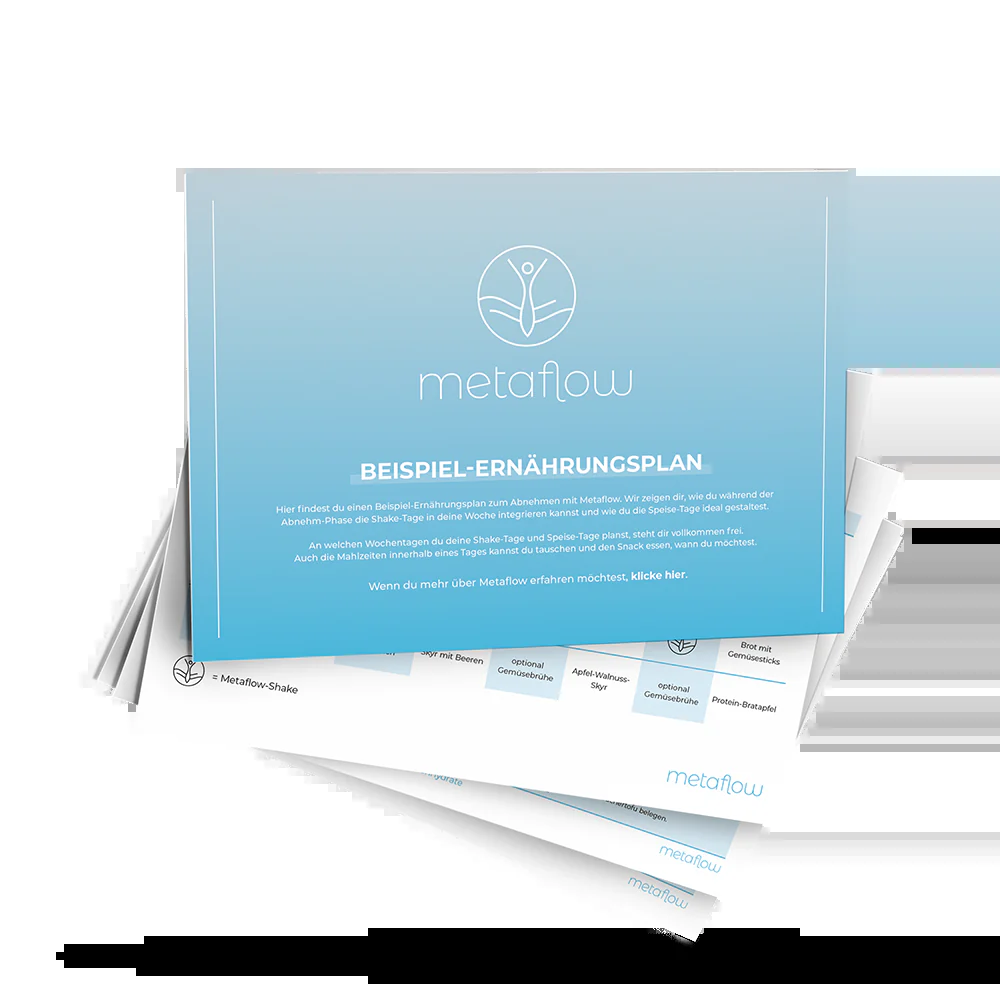 metaflow
BEISPIEL-ERNÄHRUNGSPLAN
Hier findest du einen Beispiel-Ernährungsplan zum Abnehmen mit Metaflow. Wir zeigen dir, wie du während der
Abnehm-Phase die Shake-Tage in deine Woche integrieren kannst und wie du die Speise-Tage ideal gestaltest.
An welchen Wochentagen du deine Shake-Tage und Speise-Tage planst, steht dir vollkommen frei.
Auch die Mahlzeiten innerhalb eines Tages kannst du tauschen und den Snack essen, wann du möchtest.
Wenn du mehr über Metaflow erfahren möchtest, klicke hier.
= Metaflow-Shake
Skyr mit Beeren
optional
Gemüsebrühe
Apfel-Walnuss-
Skyr
optional
Gemüsebrühe
Brot mit
Gemüsesticks
Protein-Bratapfel
metaflow
belegen.
metaflow
metaflow